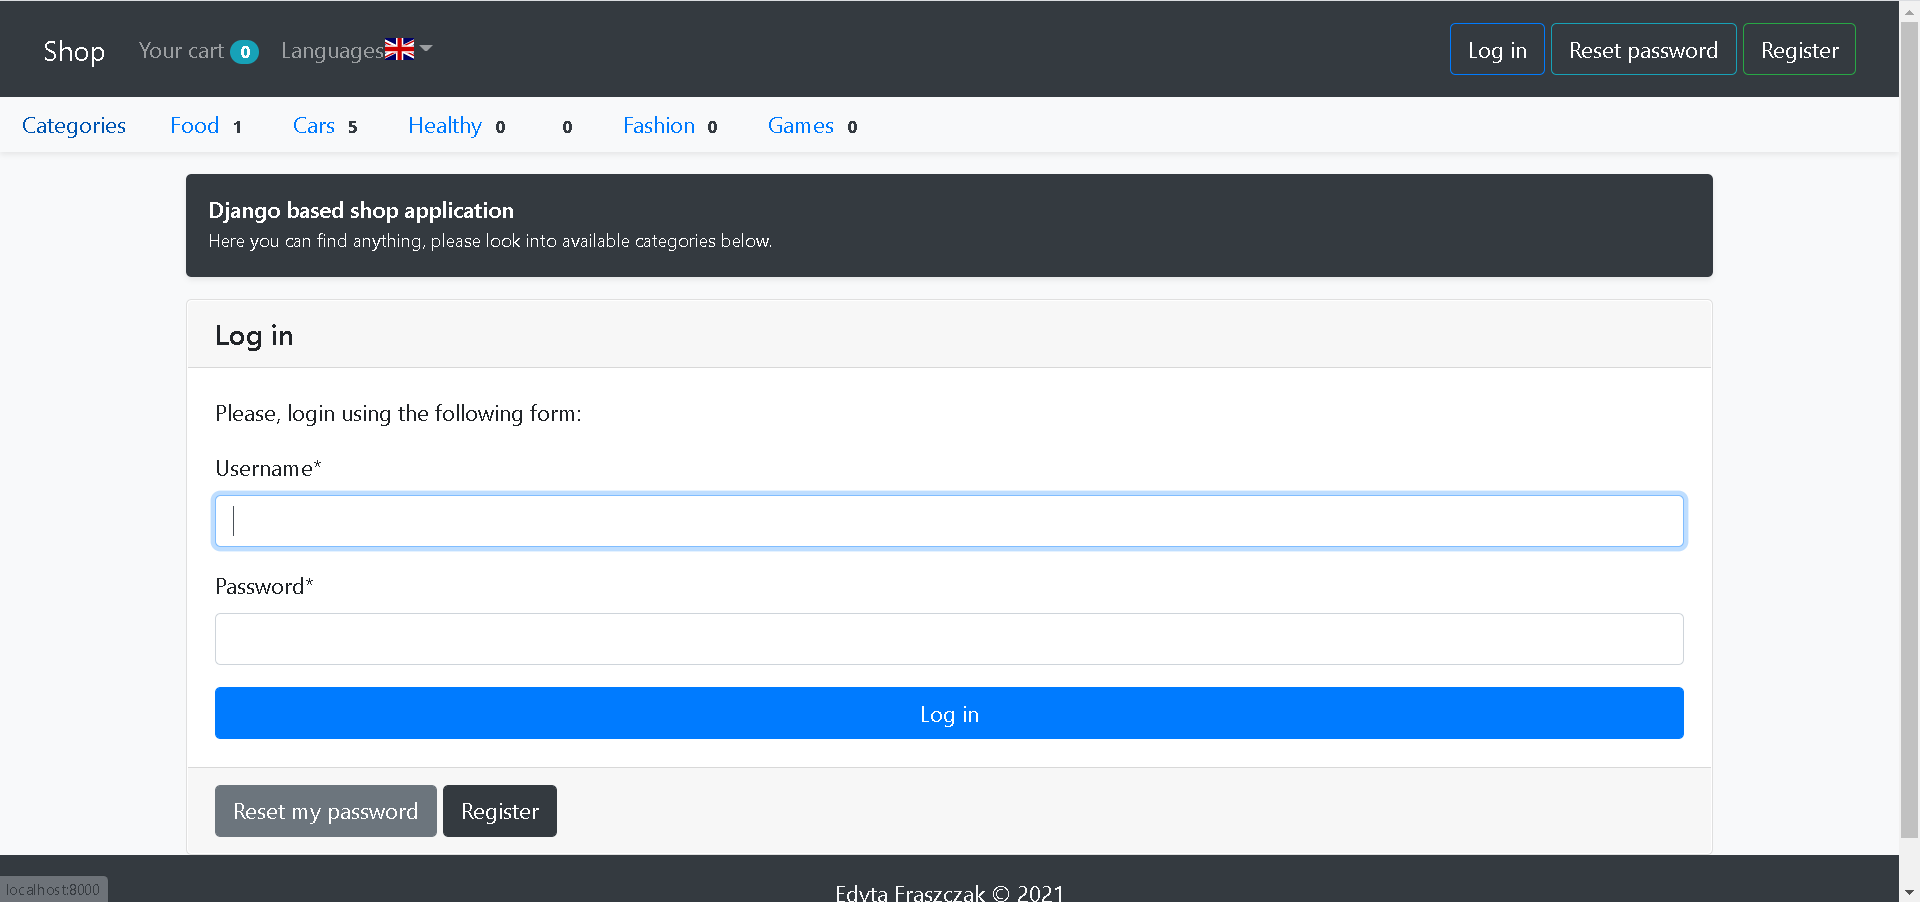 Shop Your cart 0 Languages Log in Reset password Register
Categories Food 1 Cars 5 Healthy 0 0 Fashion 0 Games 0
Django based shop application
Here you can find anything, please look into available categories below.
Log in
Please, login using the following form:
Username*
Password*
Log in
Reset my password Register
localhost:8000
Edyta Fraszczak © 2021